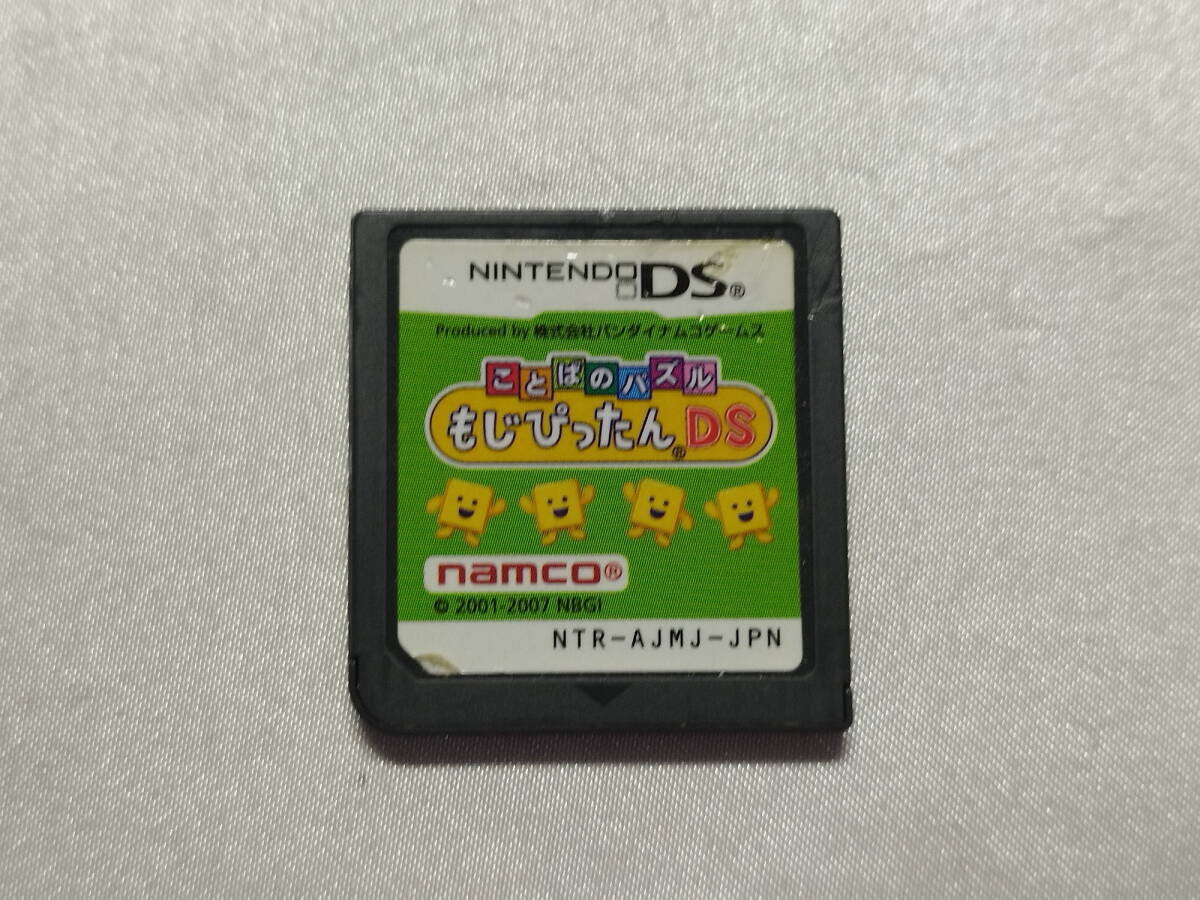 NINTENDO DS®
Produced by 株式会社バンダイナムコゲームス
ことばのパズル
もじぴったん® DS
namco®
© 2001-2007 NBGI
NTR-AJMJ-JPN